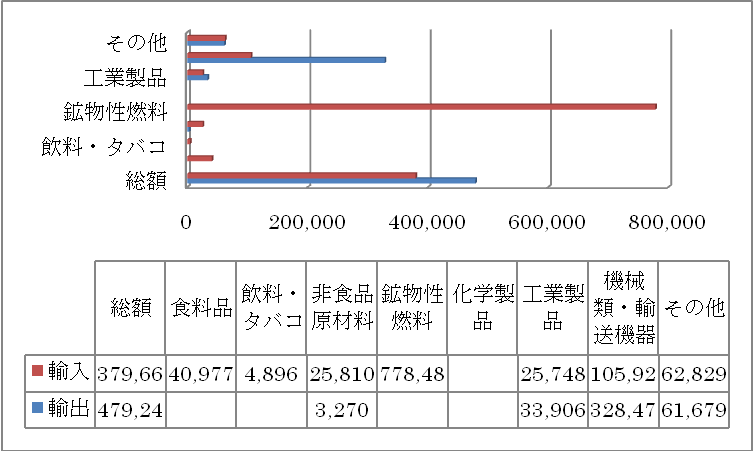 その他
工業製品
鉱物性燃料
飲料・タバコ
総額
0 200,000 400,000 600,000 800,000
総額 食料品 飲料・タバコ 非食品原材料 鉱物性燃料 化学製品 工業製品 機械類・輸送機器 その他
輸入 379,66 40,977 4,896 25,810 778,48 25,748 105,92 62,829
輸出 479,24 3,270 33,906 328,47 61,679